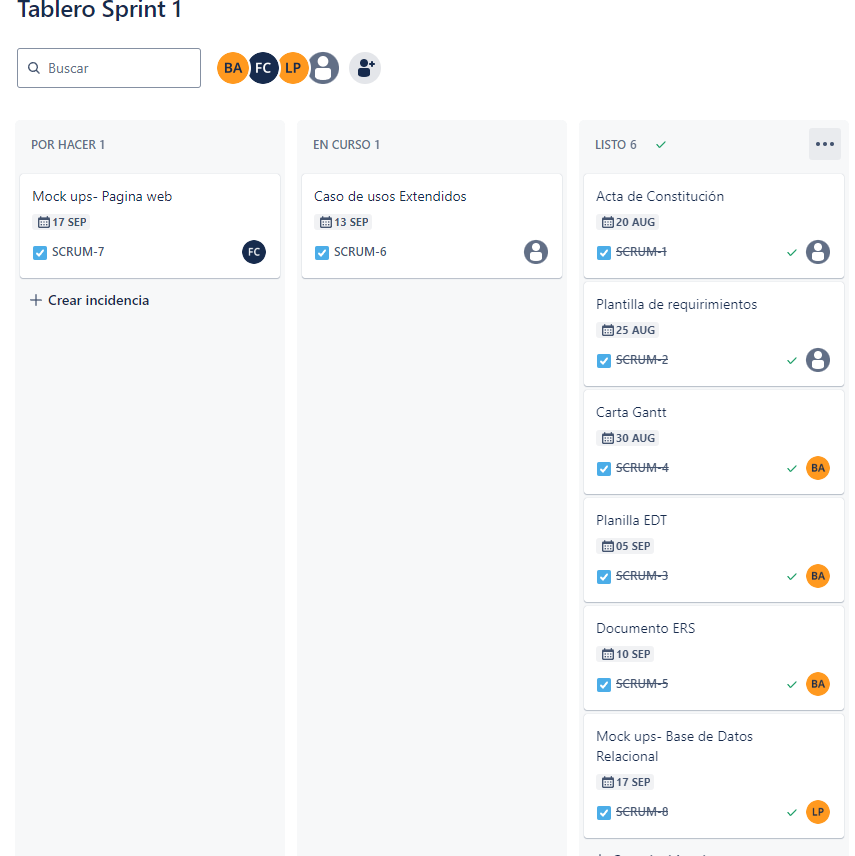 Tablero Sprint 1
Buscar
BA FC LP
POR HACER 1
Mock ups- Pagina web
17 SEP
SCRUM-7
FC
Crear incidencia
EN CURSO 1
Caso de usos Extendidos
13 SEP
SCRUM-6
LISTO 6
Acta de Constitución
20 AUG
SCRUM-1
Plantilla de requirimientos
25 AUG
SCRUM-2
Carta Gantt
30 AUG
SCRUM-4
BA
Planilla EDT
05 SEP
SCRUM-3
BA
Documento ERS
10 SEP
SCRUM-5
BA
Mock ups- Base de Datos
Relacional
17 SEP
SCRUM-8
LP